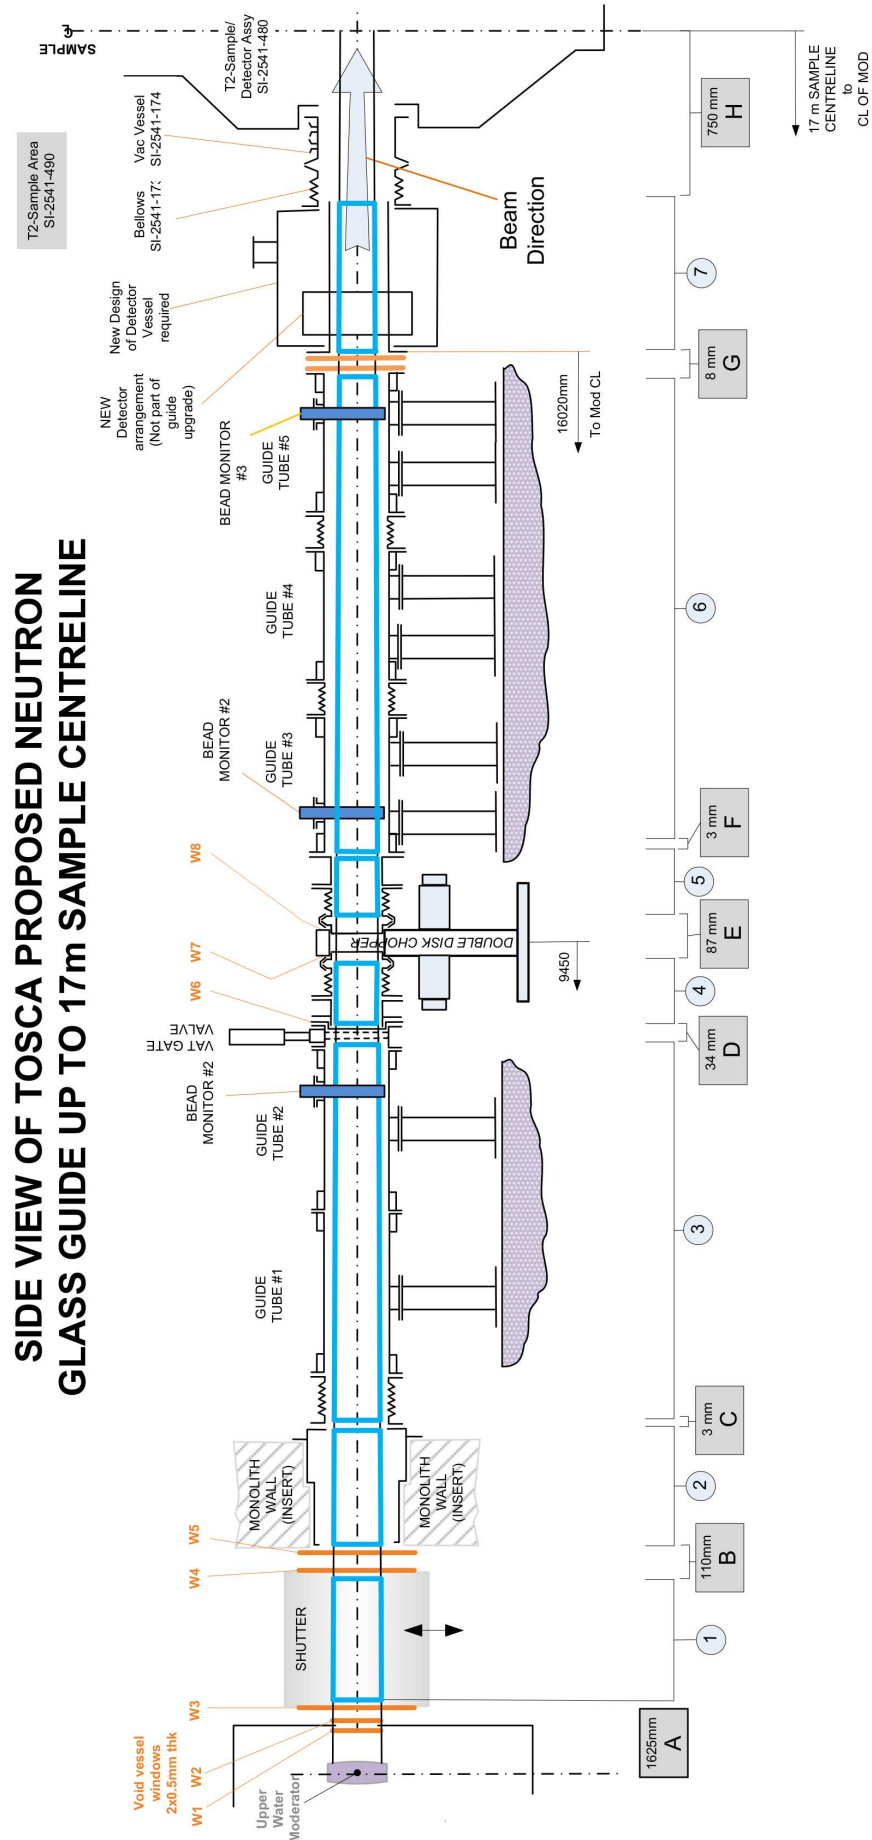 SIDE VIEW OF TOSCA PROPOSED NEUTRON
GLASS GUIDE UP TO 17m SAMPLE CENTRELINE
Void vessel
windows
2x0.5mm thk
W1
W2
W3
W4
W5
W6
W7
W8
Upper
Water
Moderator
SHUTTER
MONOLITH
WALL
(INSERT)
MONOLITH
WALL
(INSERT)
GUIDE
TUBE #1
GUIDE
TUBE #2
BEAD
MONITOR #2
VAT GATE
VALVE
DOUBLE DISK CHOPPER
9450
BEAD
MONITOR #2
GUIDE
TUBE #3
GUIDE
TUBE #4
GUIDE
TUBE #5
BEAD MONITOR
#3
NEW
Detector
arrangement
(Not part of
guide
upgrade)
New Design
of Detector
Vessel
required
Bellows
SI-2541-17
Vac Vessel
SI-2541-174
T2-Sample/
Detector Assy
SI-2541-480
T2-Sample Area
SI-2541-490
SAMPLE
CL
Beam
Direction
16020mm
To Mod CL
17 m SAMPLE
CENTRELINE
to
CL OF MOD
1625mm
A
1
110mm
B
2
3 mm
C
3
34 mm
D
4
87 mm
E
5
3 mm
F
6
8 mm
G
7
750 mm
H